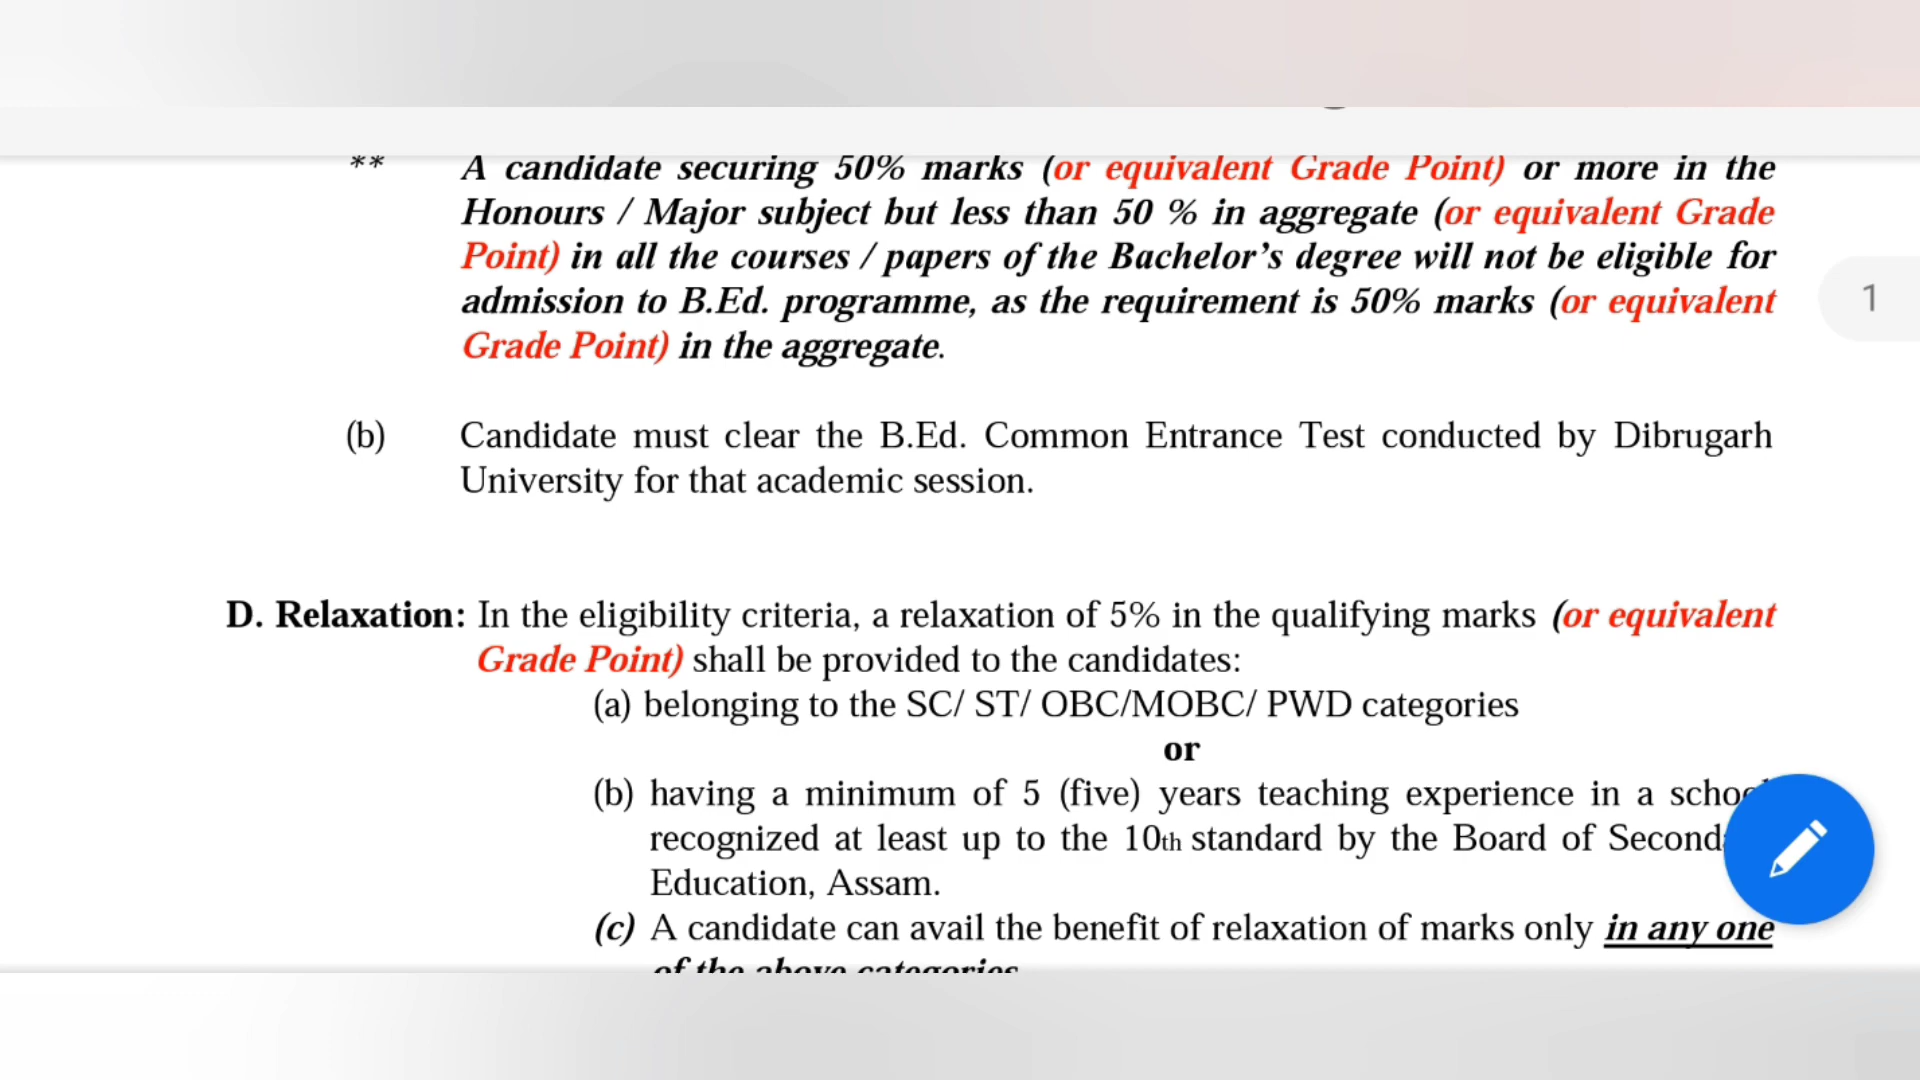 ** A candidate securing 50% marks (or equivalent Grade Point) or more in the
Honours / Major subject but less than 50 % in aggregate (or equivalent Grade
Point) in all the courses / papers of the Bachelor’s degree will not be eligible for
admission to B.Ed. programme, as the requirement is 50% marks (or equivalent
1
Grade Point) in the aggregate.
(b) Candidate must clear the B.Ed. Common Entrance Test conducted by Dibrugarh
University for that academic session.
D. Relaxation: In the eligibility criteria, a relaxation of 5% in the qualifying marks (or equivalent
Grade Point) shall be provided to the candidates:
(a) belonging to the SC/ ST/ OBC/MOBC/ PWD categories
or
(b) having a minimum of 5 (five) years teaching experience in a
recognized at least up to the 10th standard by the Board of
Education, Assam.
(c) A candidate can avail the benefit of relaxation of marks only in any one
of the above categories